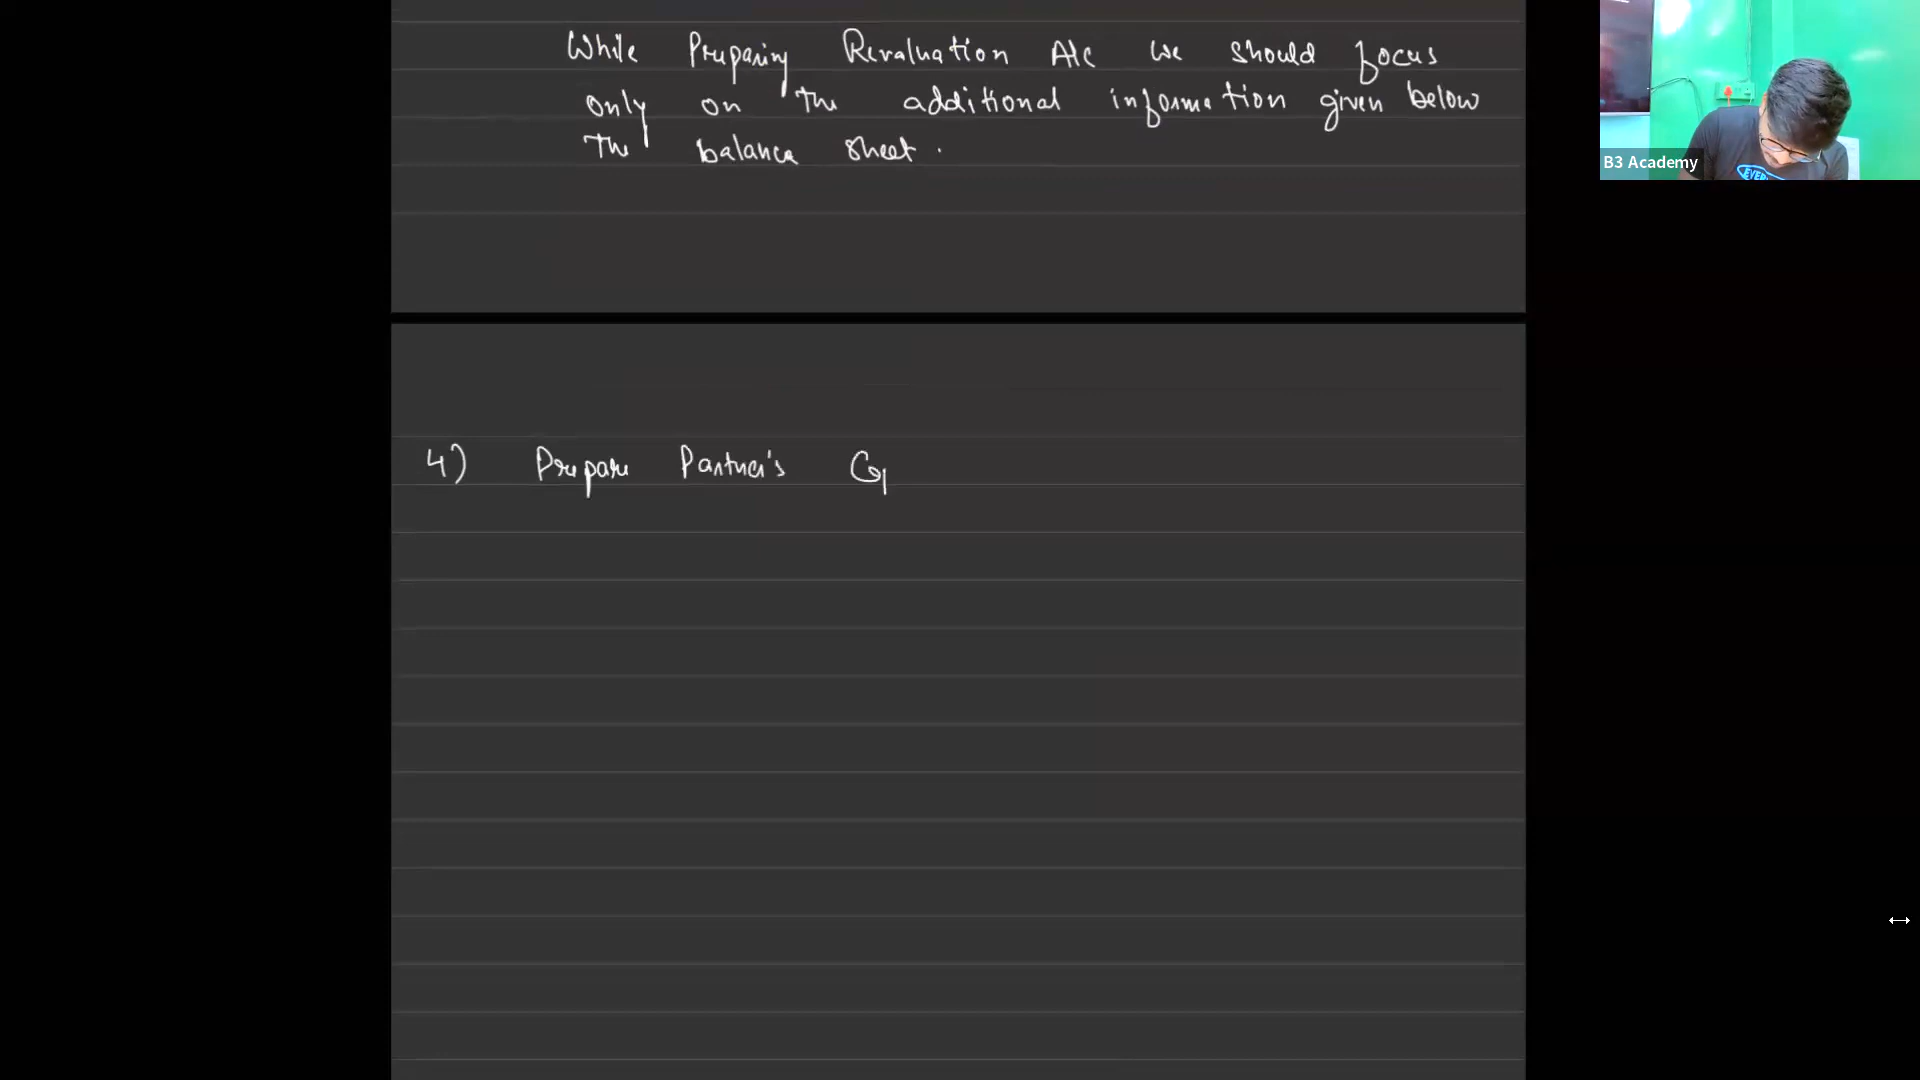 While Preparing Revaluation A/c we should focus
only on the additional information given below
the balance sheet.
B3 Academy
4) Prepare Partner's Cap